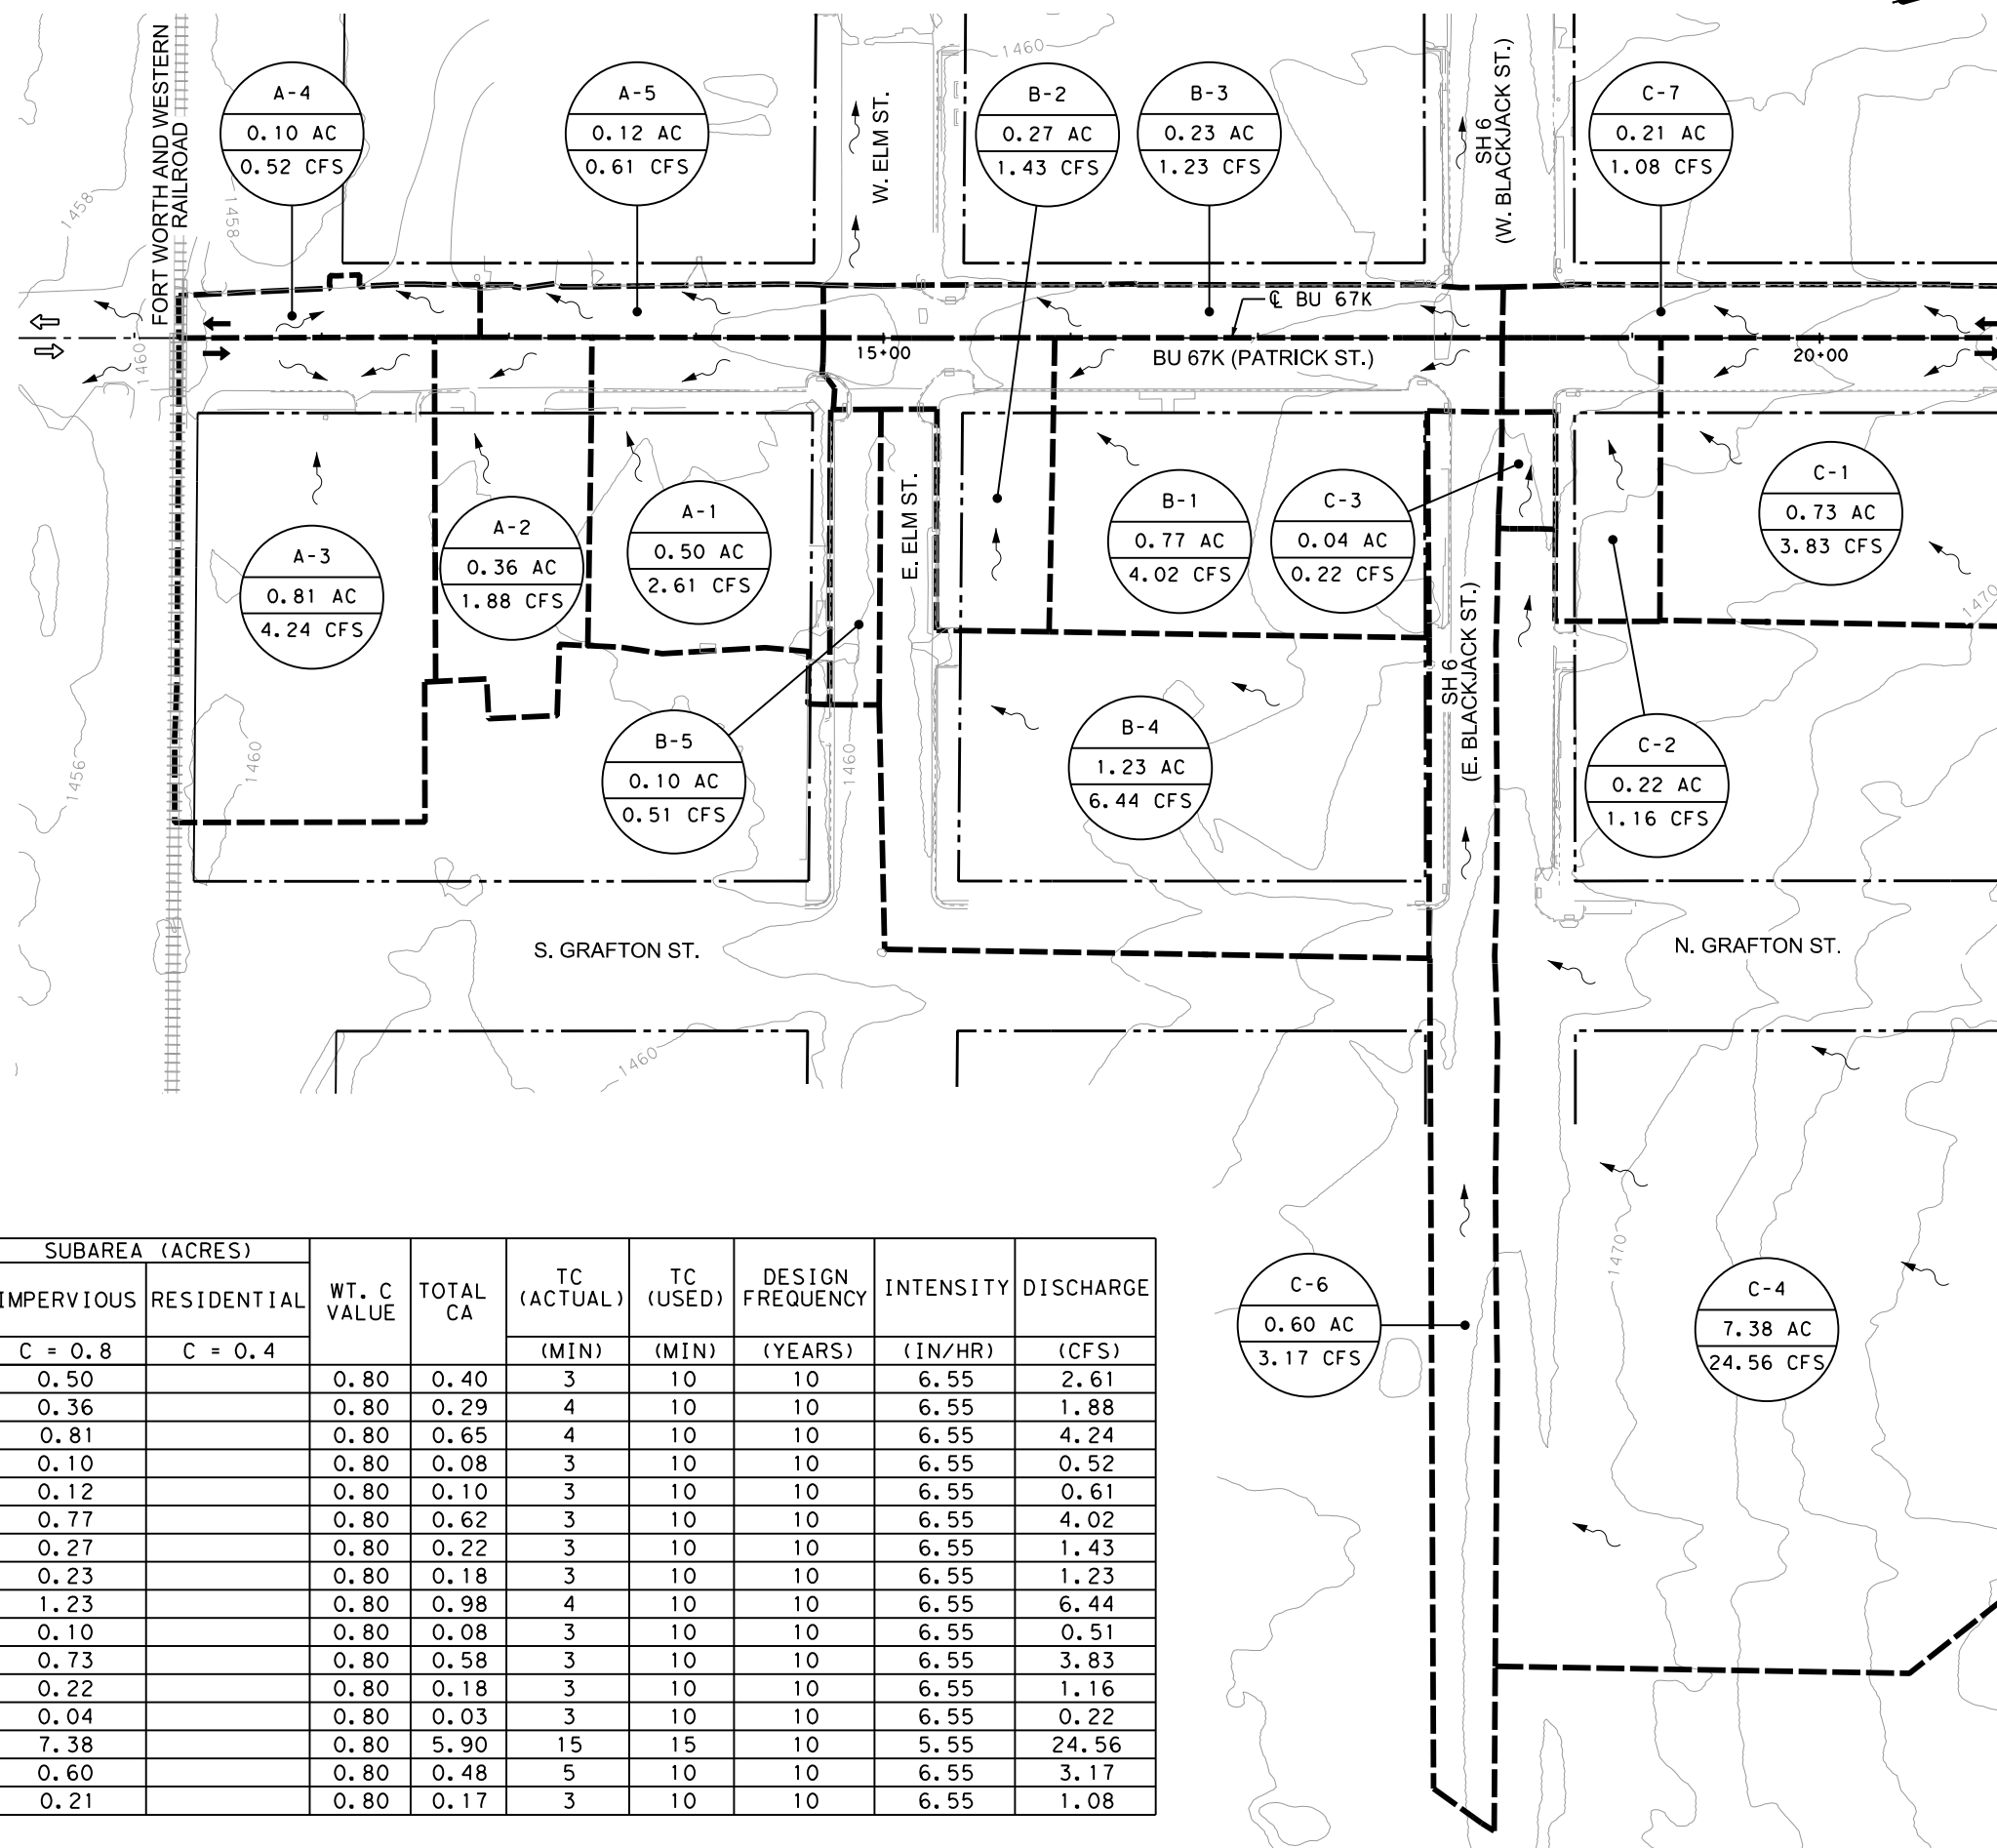 FORT WORTH AND WESTERN
RAILROAD
A-4
0.10 AC
0.52 CFS
A-5
0.12 AC
0.61 CFS
W. ELM ST.
B-2
0.27 AC
1.43 CFS
B-3
0.23 AC
1.23 CFS
SH 6
(W. BLACKJACK ST.)
C-7
0.21 AC
1.08 CFS
1460
1458
1458
1460
℄ BU 67K
15+00
BU 67K (PATRICK ST.)
20+00
A-3
0.81 AC
4.24 CFS
A-2
0.36 AC
1.88 CFS
A-1
0.50 AC
2.61 CFS
E. ELM ST.
B-1
0.77 AC
4.02 CFS
C-3
0.04 AC
0.22 CFS
C-1
0.73 AC
3.83 CFS
1470
SH 6
(E. BLACKJACK ST.)
B-5
0.10 AC
0.51 CFS
B-4
1.23 AC
6.44 CFS
C-2
0.22 AC
1.16 CFS
1456
1460
1460
S. GRAFTON ST.
N. GRAFTON ST.
1460
1470
C-6
0.60 AC
3.17 CFS
C-4
7.38 AC
24.56 CFS
SUBAREA (ACRES)
IMPERVIOUS RESIDENTIAL WT. C VALUE TOTAL CA TC (ACTUAL) TC (USED) DESIGN FREQUENCY INTENSITY DISCHARGE
C = 0.8 C = 0.4 (MIN) (MIN) (YEARS) (IN/HR) (CFS)
0.50 0.80 0.40 3 10 10 6.55 2.61
0.36 0.80 0.29 4 10 10 6.55 1.88
0.81 0.80 0.65 4 10 10 6.55 4.24
0.10 0.80 0.08 3 10 10 6.55 0.52
0.12 0.80 0.10 3 10 10 6.55 0.61
0.77 0.80 0.62 3 10 10 6.55 4.02
0.27 0.80 0.22 3 10 10 6.55 1.43
0.23 0.80 0.18 3 10 10 6.55 1.23
1.23 0.80 0.98 4 10 10 6.55 6.44
0.10 0.80 0.08 3 10 10 6.55 0.51
0.73 0.80 0.58 3 10 10 6.55 3.83
0.22 0.80 0.18 3 10 10 6.55 1.16
0.04 0.80 0.03 3 10 10 6.55 0.22
7.38 0.80 5.90 15 15 10 5.55 24.56
0.60 0.80 0.48 5 10 10 6.55 3.17
0.21 0.80 0.17 3 10 10 6.55 1.08